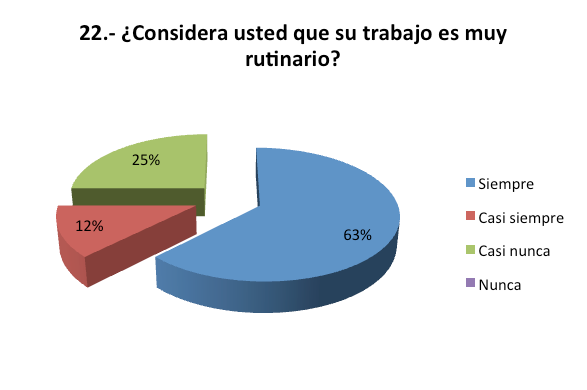 22.- ¿Considera usted que su trabajo es muy
rutinario?
25%
12%
63%
Siempre
Casi siempre
Casi nunca
Nunca